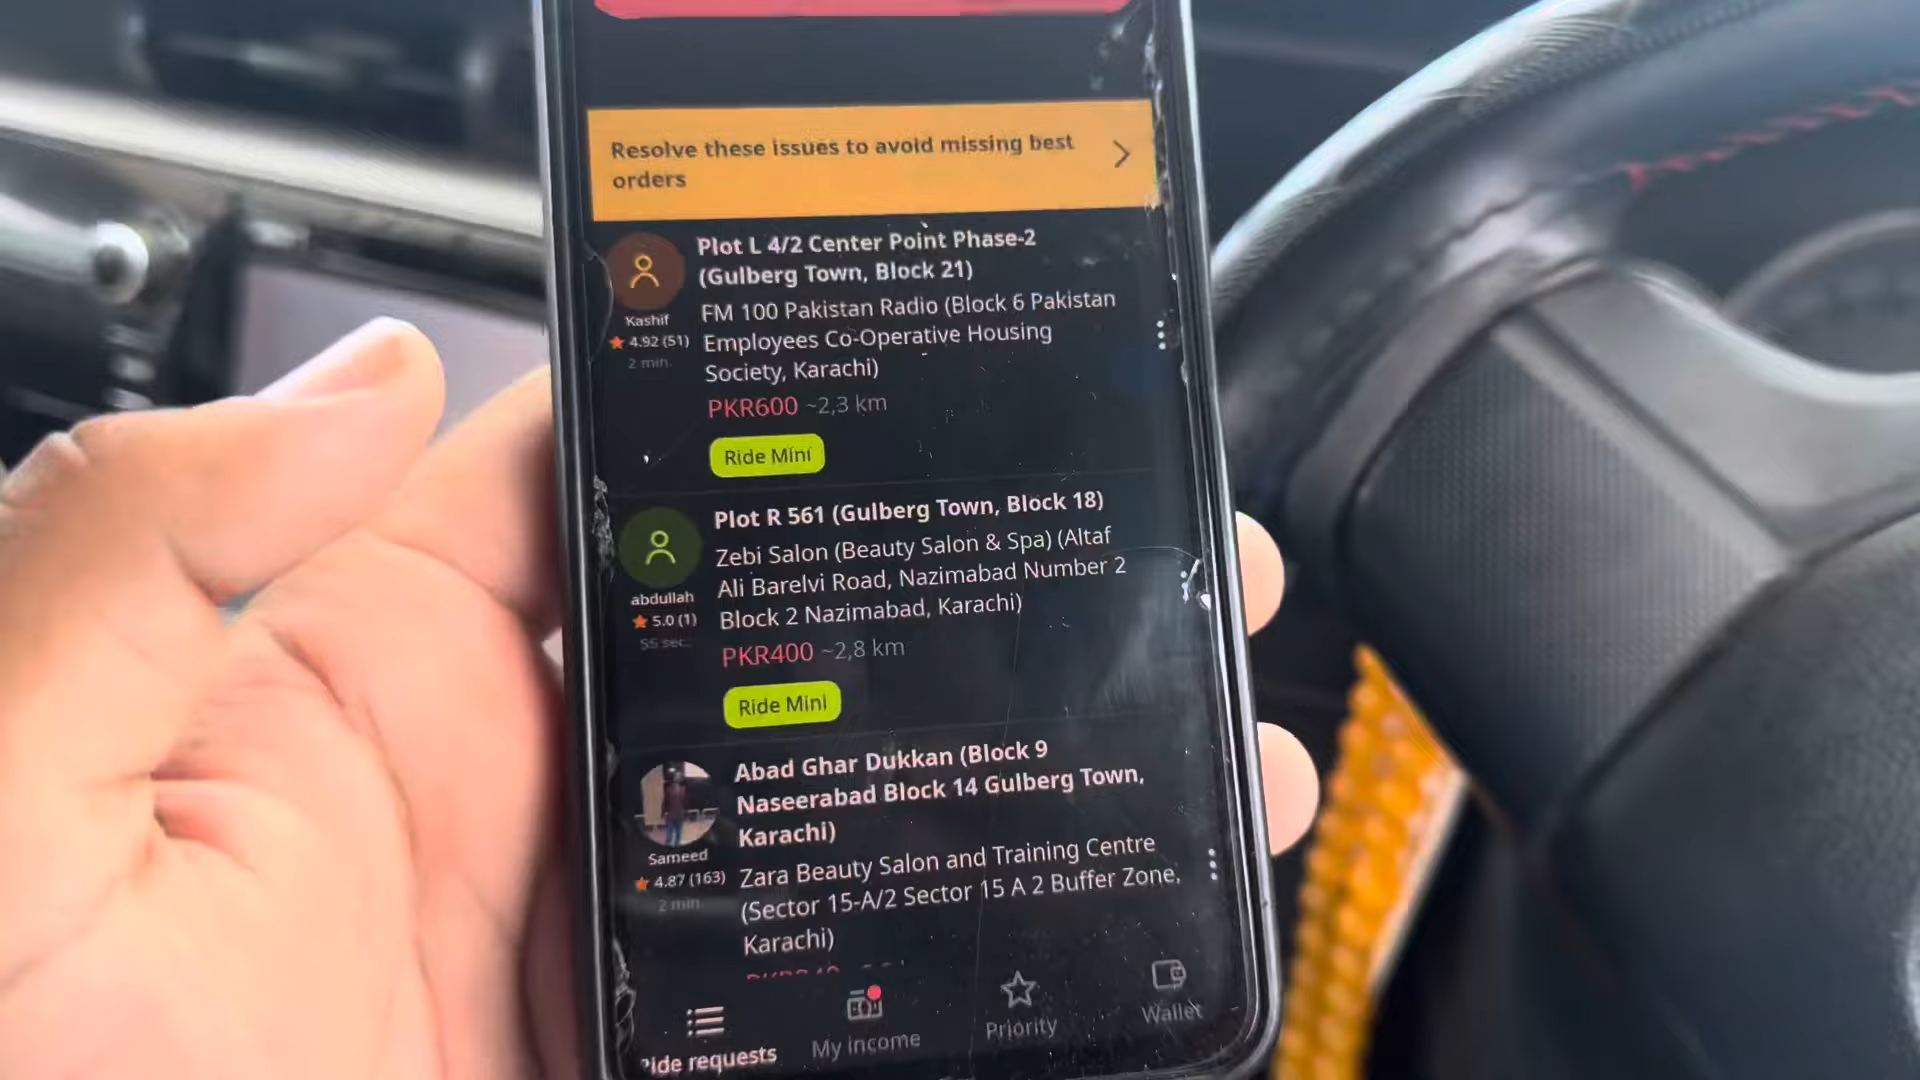 Resolve these issues to avoid missing best
orders
Plot L 4/2 Center Point Phase-2
(Gulberg Town, Block 21)
FM 100 Pakistan Radio (Block 6 Pakistan
Employees Co-Operative Housing
Society, Karachi)
PKR600 ~2,3 km
Ride Mini
Kashif
4.92 (51)
2 min.
Plot R 561 (Gulberg Town, Block 18)
Zebi Salon (Beauty Salon & Spa) (Altaf
Ali Barelvi Road, Nazimabad Number 2
Block 2 Nazimabad, Karachi)
PKR400 ~2,8 km
Ride Mini
abdullah
5.0 (1)
55 sec.
Abad Ghar Dukkan (Block 9
Naseerabad Block 14 Gulberg Town,
Karachi)
Zara Beauty Salon and Training Centre
(Sector 15-A/2 Sector 15 A 2 Buffer Zone,
Karachi)
Sameed
4.87 (163)
2 min.
Ride requests
My income
Priority
Wallet